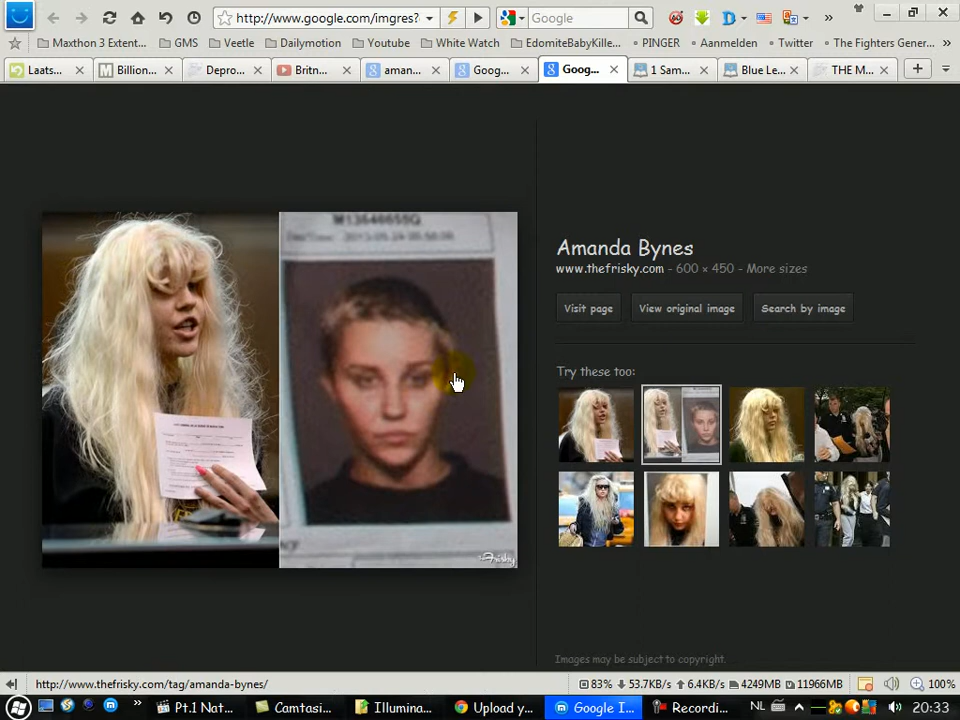 http://www.google.com/imgres?
Google
Maxthon 3 Extent...
GMS
Veetle
Dailymotion
Youtube
White Watch
EdomiteBabyKille...
PINGER
Aanmelden
Twitter
The Fighters Gener...
Laats...
Billion...
Depro...
Britn...
aman...
Goog...
Goog...
1 Sam...
Blue Le...
THE M...
Amanda Bynes
www.thefrisky.com - 600 × 450 - More sizes
Visit page
View original image
Search by image
Try these too:
Frisky
Images may be subject to copyright.
http://www.thefrisky.com/tag/amanda-bynes/
83% 53.7KB/s 6.4KB/s 4249MB 11966MB 100%
Pt.1 Nat...
Camtasi...
Illumina...
Upload y...
Google I...
Recordi...
NL
20:33